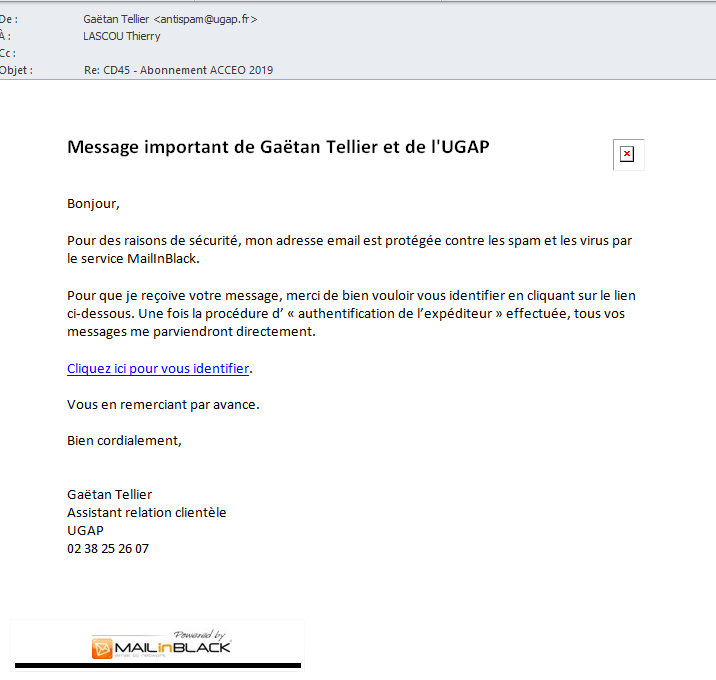 De :	Gaëtan Tellier <antispam@ugap.fr>
À :	LASCOU Thierry
Cc :
Objet :	Re: CD45 - Abonnement ACCEO 2019
Message important de Gaëtan Tellier et de l'UGAP
Bonjour,
Pour des raisons de sécurité, mon adresse email est protégée contre les spam et les virus par
le service MailInBlack.
Pour que je reçoive votre message, merci de bien vouloir vous identifier en cliquant sur le lien
ci-dessous. Une fois la procédure d’ « authentification de l’expéditeur » effectuée, tous vos
messages me parviendront directement.
Cliquez ici pour vous identifier.
Vous en remerciant par avance.
Bien cordialement,
Gaëtan Tellier
Assistant relation clientèle
UGAP
02 38 25 26 07
Powered by
MAILinBLACK